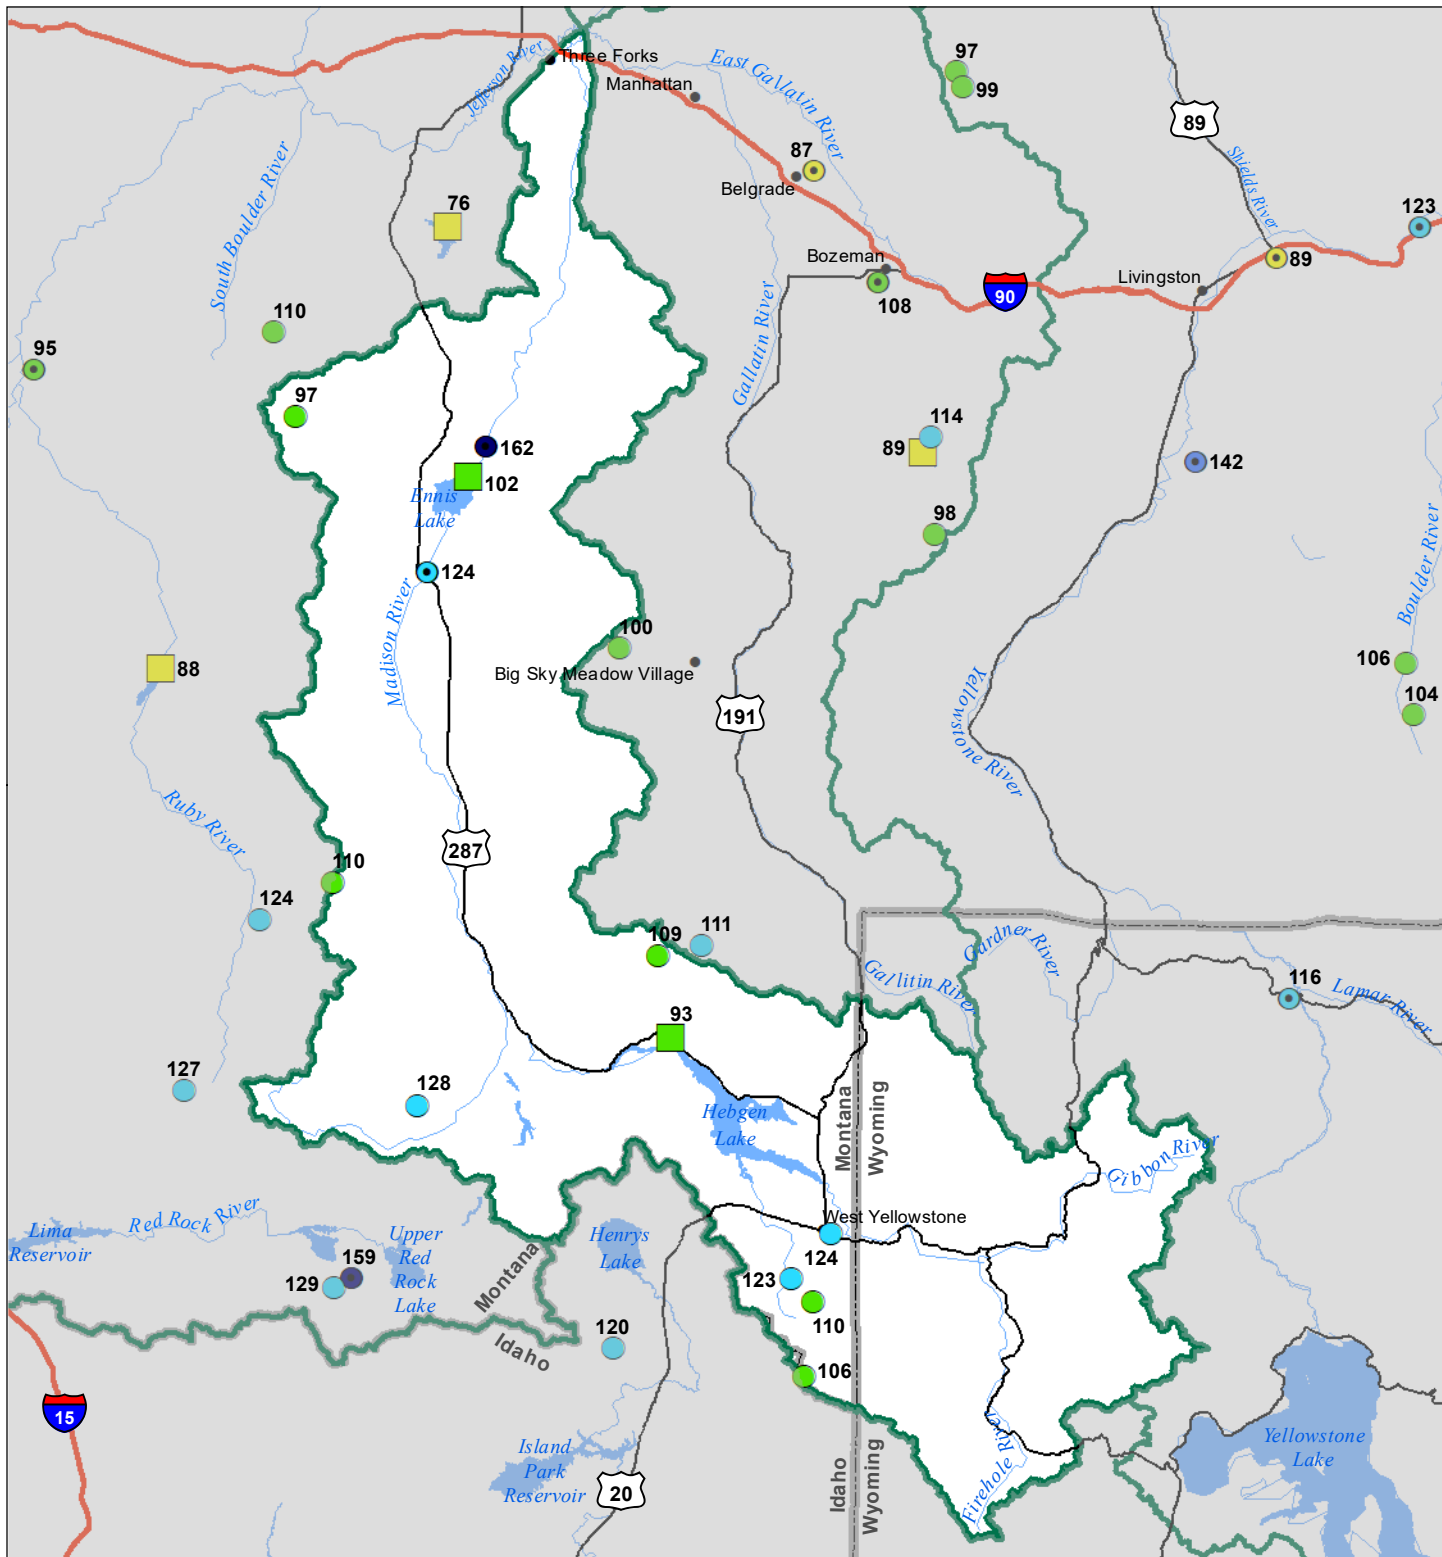 Three Forks
Jefferson River
Manhattan
East Gallatin River
97
99
89
Shields River
87
Belgrade
South Boulder River
76
123
Bozeman
108
90
Livingston
89
110
95
97
Gallatin River
162
102
Ennis
Lake
114
89
142
98
Boulder River
124
Madison River
100
Big Sky Meadow Village
88
106
104
191
Yellowstone River
Ruby River
287
110
124
109
111
Gardner River
Gallitin River
116
Lamar River
93
127
128
Hebgen
Lake
Montana
Wyoming
Gibbon River
West Yellowstone
Red Rock River
Lima
Reservoir
Upper
Red
Rock
Lake
Henrys
Lake
159
129
Montana
Idaho
124
123
110
120
106
15
Island
Park
Reservoir
20
Idaho
Wyoming
Firehole River
Yellowstone
Lake